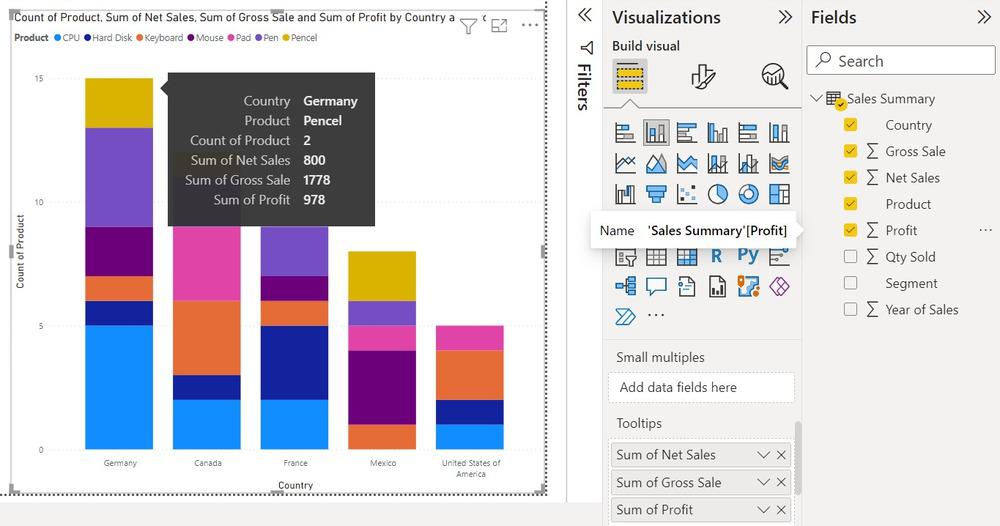 Count of Product, Sum of Net Sales, Sum of Gross Sale and Sum of Profit by Country a
Product CPU Hard Disk Keyboard Mouse Pad Pen Pencel
15
10
5
0
Count of Product
Germany
Canada
France
Mexico
United States of
America
Country
Country Germany
Product Pencel
Count of Product 2
Sum of Net Sales 800
Sum of Gross Sale 1778
Sum of Profit 978
Filters
Visualizations
Build visual
R
Py
Name 'Sales Summary'[Profit]
Small multiples
Add data fields here
Tooltips
Sum of Net Sales
Sum of Gross Sale
Sum of Profit
Fields
Search
Sales Summary
Country
Gross Sale
Net Sales
Product
Profit
Qty Sold
Segment
Year of Sales